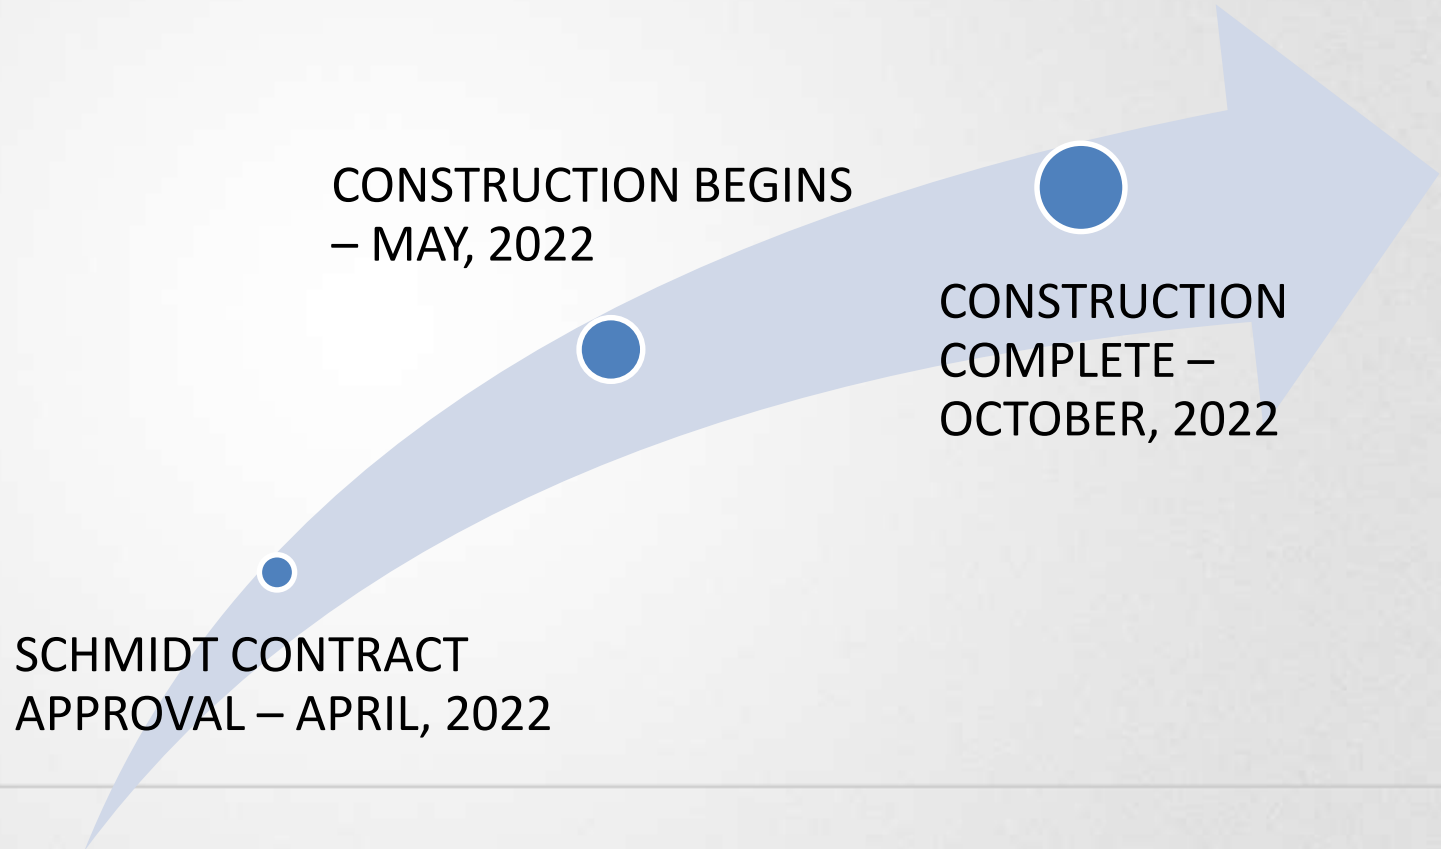 CONSTRUCTION BEGINS
– MAY, 2022
CONSTRUCTION
COMPLETE –
OCTOBER, 2022
SCHMIDT CONTRACT
APPROVAL – APRIL, 2022